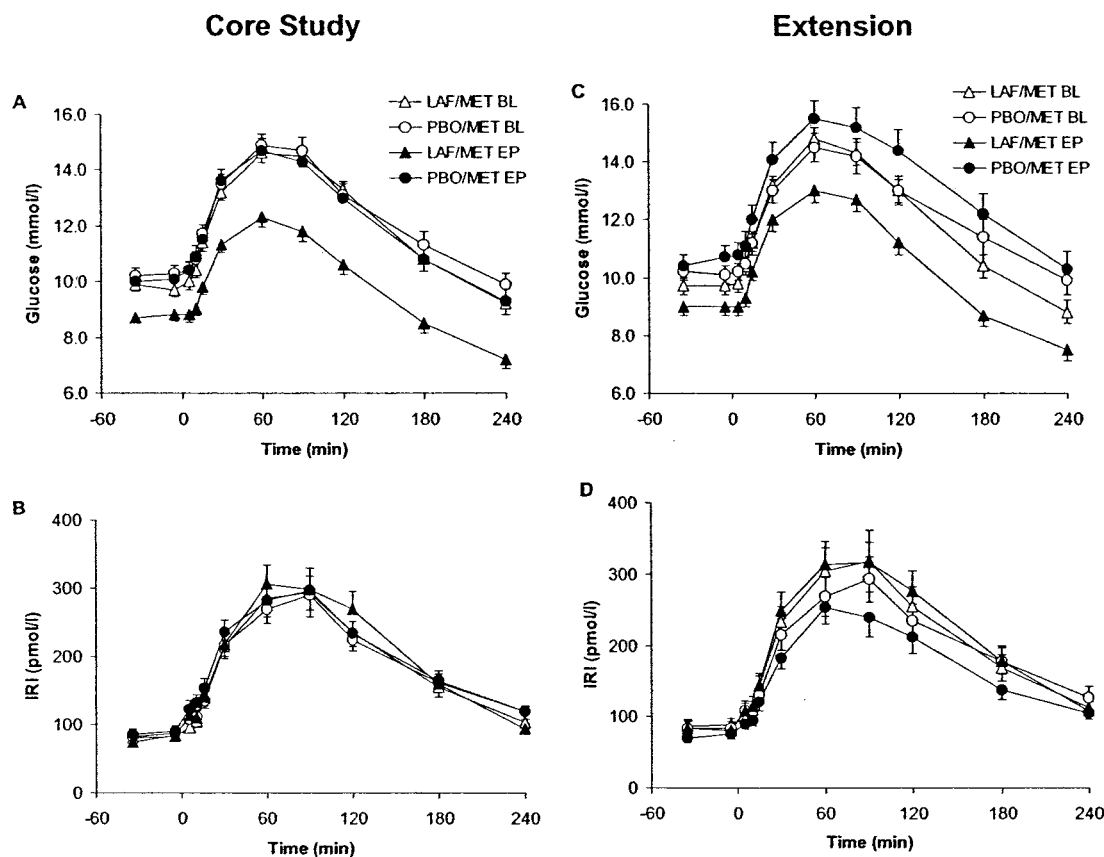 Core Study
Extension
A
LAF/MET BL
PBO/MET BL
LAF/MET EP
PBO/MET EP
16.0
14.0
12.0
10.0
8.0
6.0
Glucose (mmol/l)
-60 0 60 120 180 240
Time (min)
C
LAF/MET BL
PBO/MET BL
LAF/MET EP
PBO/MET EP
16.0
14.0
12.0
10.0
8.0
6.0
Glucose (mmol/l)
-60 0 60 120 180 240
Time (min)
B
400
300
200
100
0
IRI (pmol/l)
-60 0 60 120 180 240
Time (min)
D
400
300
200
100
0
IRI (pmol/l)
-60 0 60 120 180 240
Time (min)